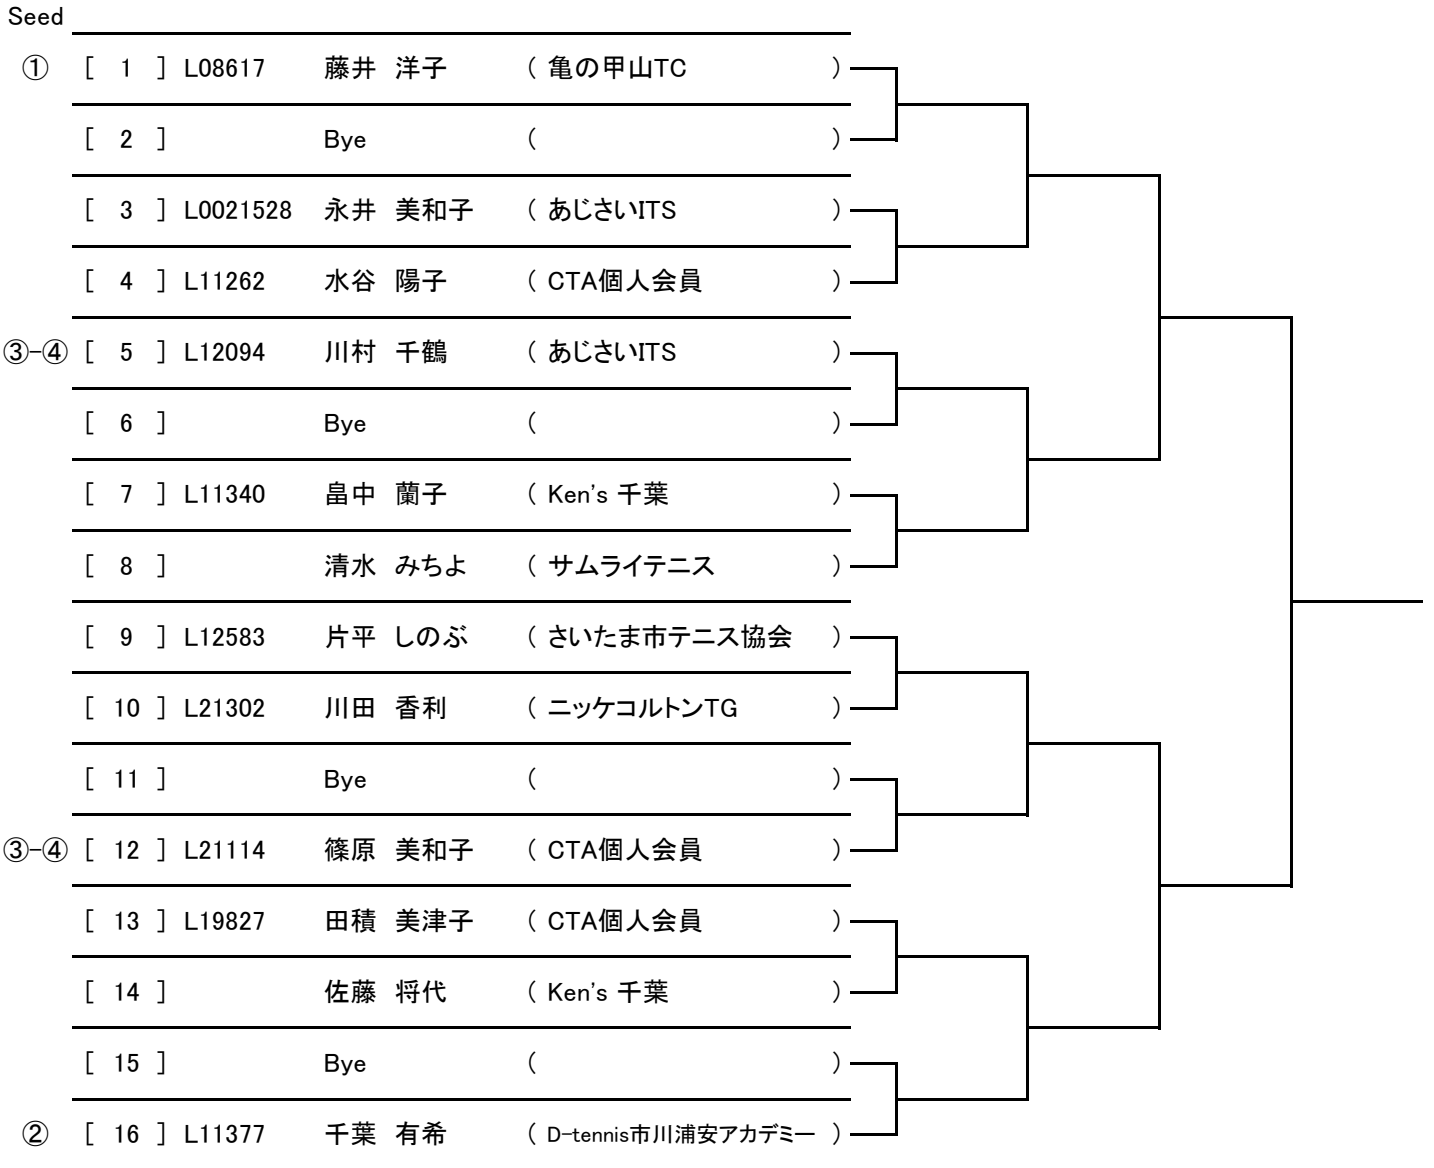 Seed
① [ 1 ] L08617 藤井 洋子 ( 亀の甲山TC )
[ 2 ] Bye ( )
[ 3 ] L0021528 永井 美和子 ( あじさいITS )
[ 4 ] L11262 水谷 陽子 ( CTA個人会員 )
③-④ [ 5 ] L12094 川村 千鶴 ( あじさいITS )
[ 6 ] Bye ( )
[ 7 ] L11340 畠中 蘭子 ( Ken's 千葉 )
[ 8 ] 清水 みちよ ( サムライテニス )
[ 9 ] L12583 片平 しのぶ ( さいたま市テニス協会 )
[ 10 ] L21302 川田 香利 ( ニッケコルトンTG )
[ 11 ] Bye ( )
③-④ [ 12 ] L21114 篠原 美和子 ( CTA個人会員 )
[ 13 ] L19827 田積 美津子 ( CTA個人会員 )
[ 14 ] 佐藤 将代 ( Ken's 千葉 )
[ 15 ] Bye ( )
② [ 16 ] L11377 千葉 有希 ( D-tennis市川浦安アカデミー )